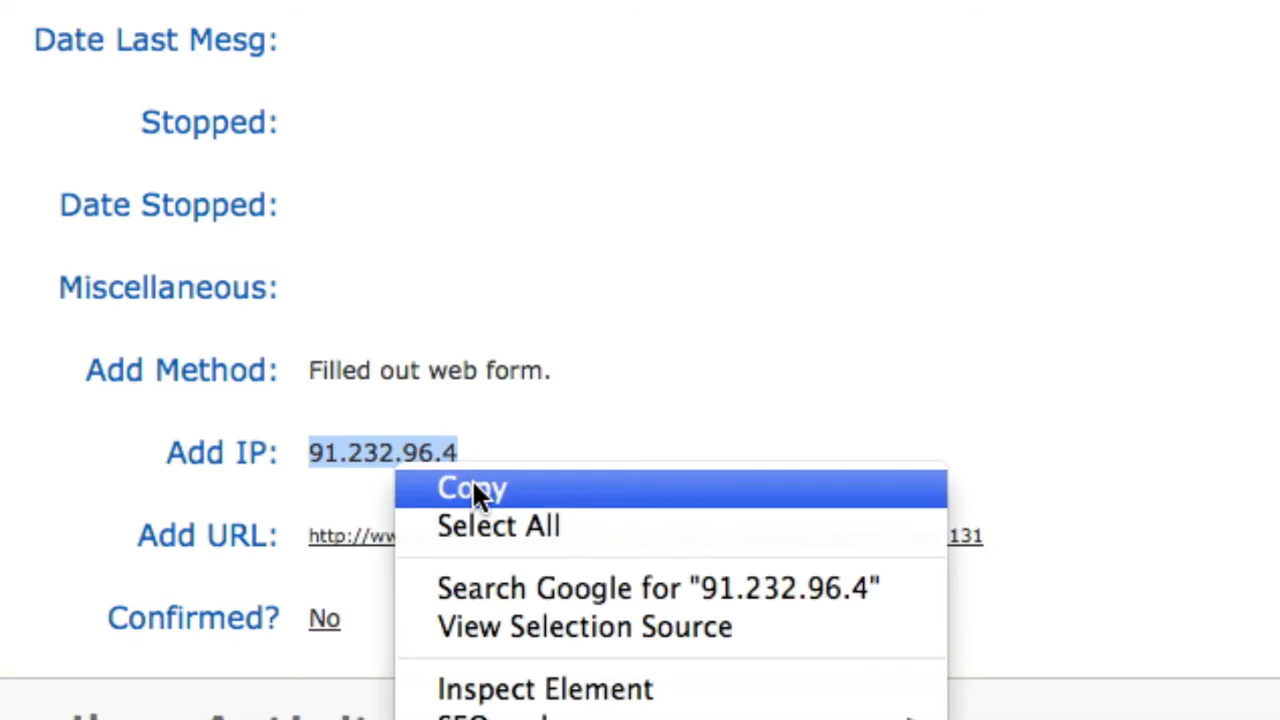 Date Last Mesg:
Stopped:
Date Stopped:
Miscellaneous:
Add Method: Filled out web form.
Add IP: 91.232.96.4
Copy
Add URL: http://ww 131
Select All
Search Google for "91.232.96.4"
Confirmed? No
View Selection Source
Inspect Element